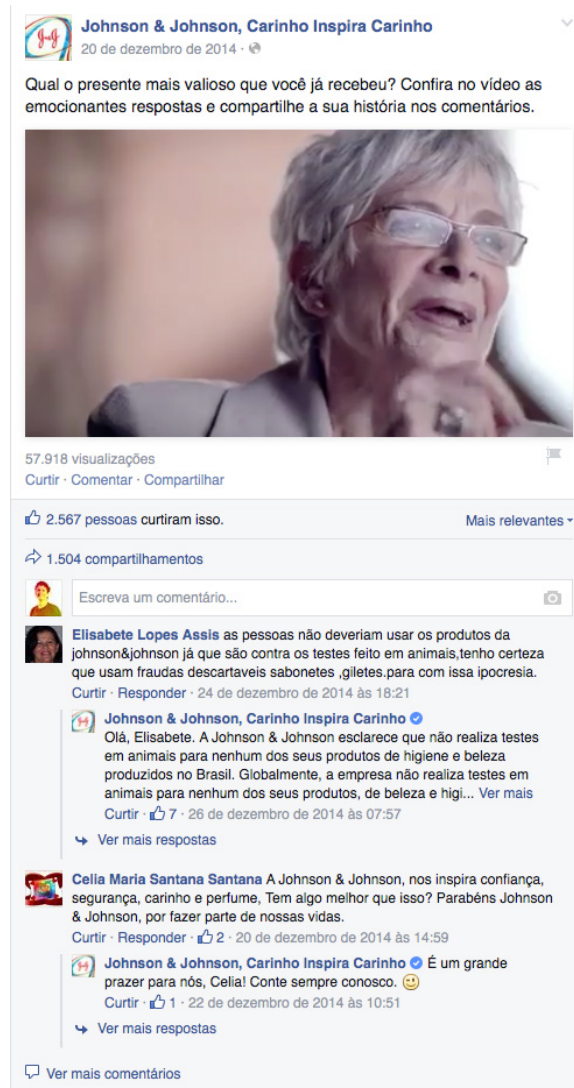 J&J
Johnson & Johnson, Carinho Inspira Carinho
20 de dezembro de 2014 ·
Qual o presente mais valioso que você já recebeu? Confira no vídeo as
emocionantes respostas e compartilhe a sua história nos comentários.
57.918 visualizações
Curtir · Comentar · Compartilhar
2.567 pessoas curtiram isso.
Mais relevantes
1.504 compartilhamentos
Escreva um comentário...
Elisabete Lopes Assis as pessoas não deveriam usar os produtos da
johnson&johnson já que são contra os testes feito em animais,tenho certeza
que usam fraudas descartaveis sabonetes ,giletes.para com issa ipocresia.
Curtir · Responder · 24 de dezembro de 2014 às 18:21
Johnson & Johnson, Carinho Inspira Carinho
Olá, Elisabete. A Johnson & Johnson esclarece que não realiza testes
em animais para nenhum dos seus produtos de higiene e beleza
produzidos no Brasil. Globalmente, a empresa não realiza testes em
animais para nenhum dos seus produtos, de beleza e higi... Ver mais
Curtir · 7 · 26 de dezembro de 2014 às 07:57
Ver mais respostas
Celia Maria Santana Santana A Johnson & Johnson, nos inspira confiança,
segurança, carinho e perfume, Tem algo melhor que isso? Parabéns Johnson
& Johnson, por fazer parte de nossas vidas.
Curtir · Responder · 2 · 20 de dezembro de 2014 às 14:59
Johnson & Johnson, Carinho Inspira Carinho É um grande
prazer para nós, Celia! Conte sempre conosco.
Curtir · 1 · 22 de dezembro de 2014 às 10:51
Ver mais respostas
Ver mais comentários